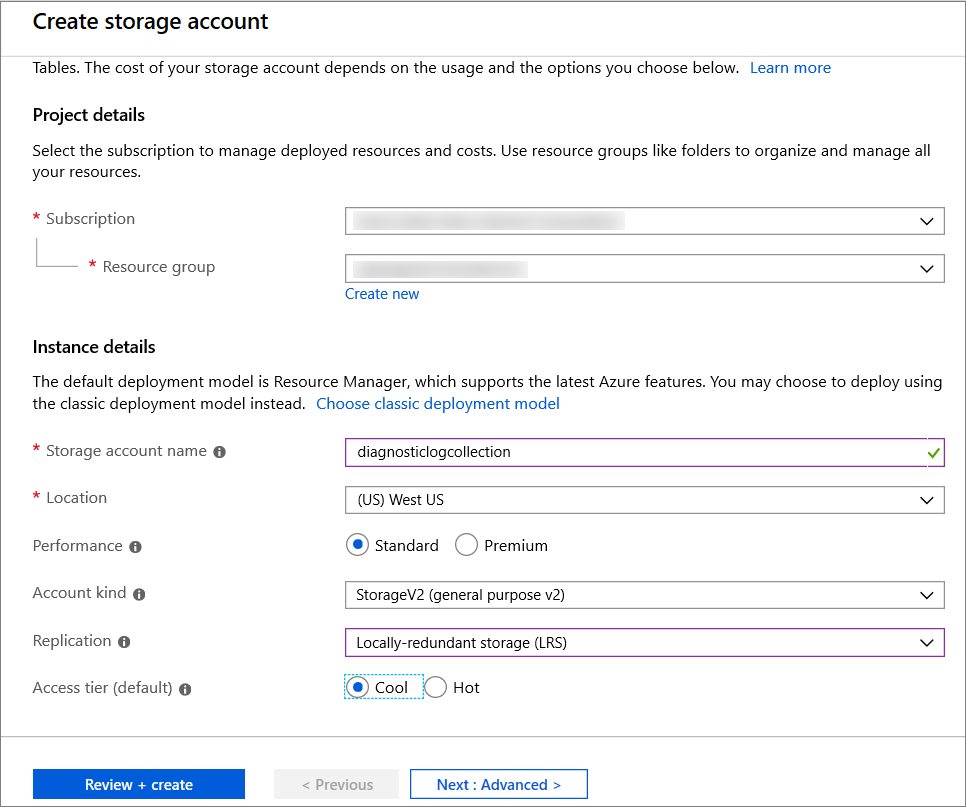 Create storage account
Tables. The cost of your storage account depends on the usage and the options you choose below. Learn more
Project details
Select the subscription to manage deployed resources and costs. Use resource groups like folders to organize and manage all
your resources.
* Subscription
* Resource group
Create new
Instance details
The default deployment model is Resource Manager, which supports the latest Azure features. You may choose to deploy using
the classic deployment model instead. Choose classic deployment model
* Storage account name diagnosticlogcollection
* Location (US) West US
Performance Standard Premium
Account kind StorageV2 (general purpose v2)
Replication Locally-redundant storage (LRS)
Access tier (default) Cool Hot
Review + create < Previous Next : Advanced >